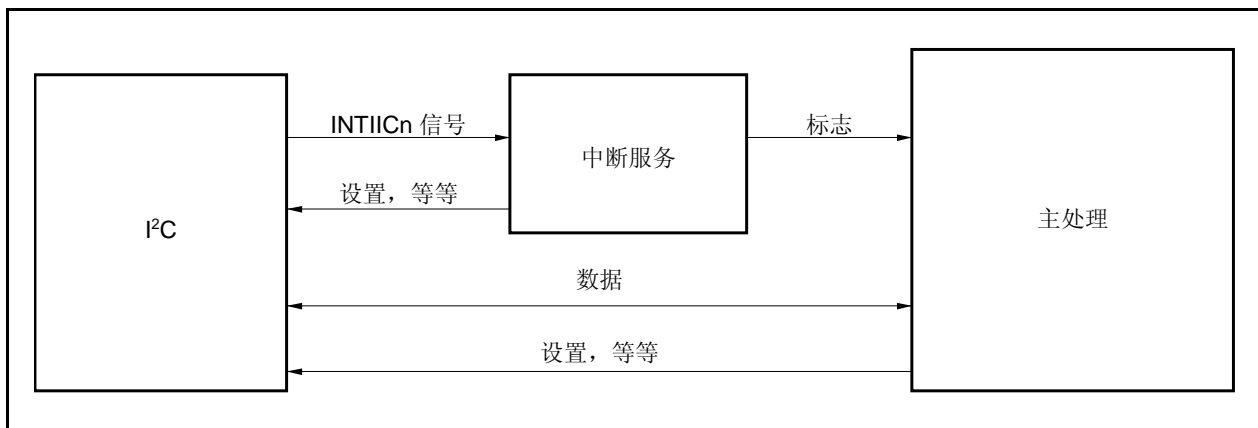 INTIICn 信号
标志
中断服务
设置，等等
I²C
主处理
数据
设置，等等